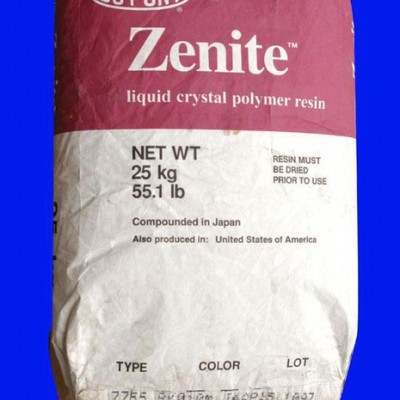 Zenite™
liquid crystal polymer resin
NET WT
25 kg
55.1 lb
RESIN MUST
BE DRIED
PRIOR TO USE
Compounded in Japan
Also produced in: United States of America
TYPE COLOR LOT
7755